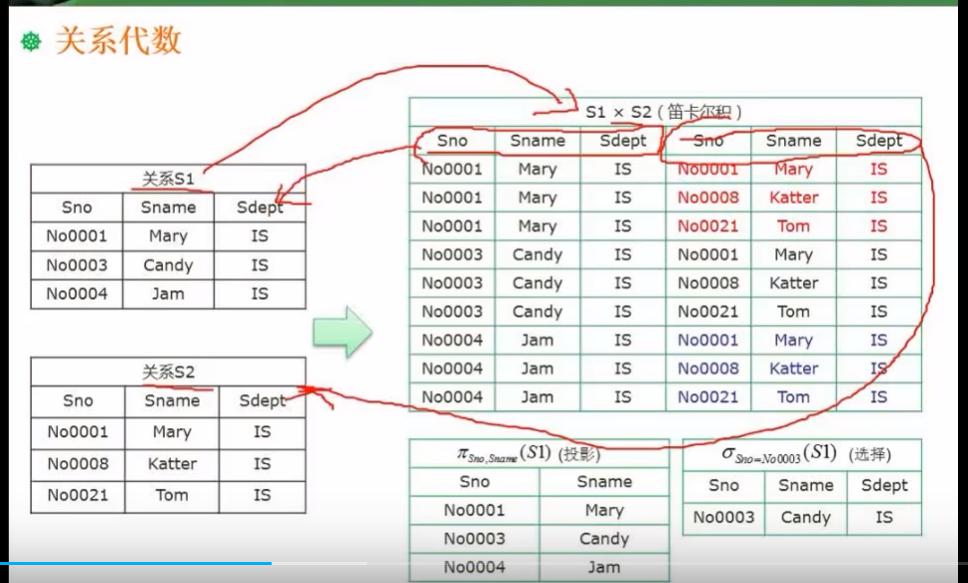 关系代数
关系S1
Sno Sname Sdept
No0001 Mary IS
No0003 Candy IS
No0004 Jam IS
关系S2
Sno Sname Sdept
No0001 Mary IS
No0008 Katter IS
No0021 Tom IS
S1 × S2 ( 笛卡尔积 )
Sno Sname Sdept Sno Sname Sdept
No0001 Mary IS No0001 Mary IS
No0001 Mary IS No0008 Katter IS
No0001 Mary IS No0021 Tom IS
No0003 Candy IS No0001 Mary IS
No0003 Candy IS No0008 Katter IS
No0003 Candy IS No0021 Tom IS
No0004 Jam IS No0001 Mary IS
No0004 Jam IS No0008 Katter IS
No0004 Jam IS No0021 Tom IS
π Sno,Sname (S1) (投影)
Sno Sname
No0001 Mary
No0003 Candy
No0004 Jam
σ Sno=No0003 (S1) (选择)
Sno Sname Sdept
No0003 Candy IS